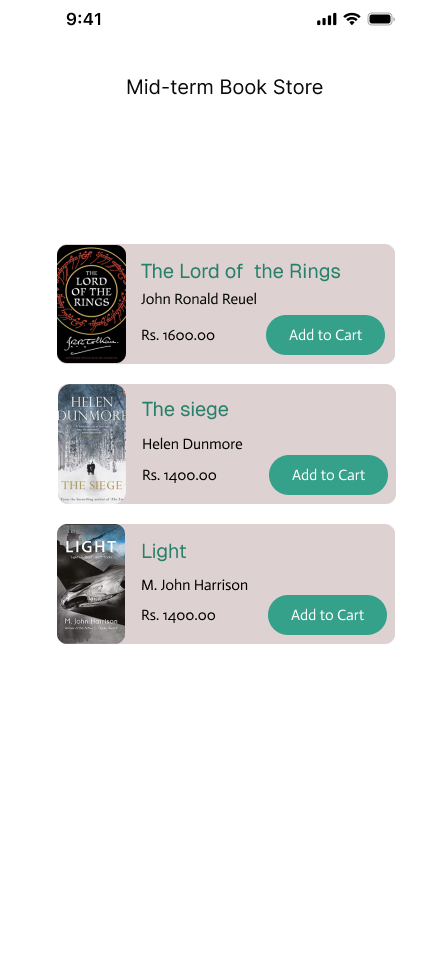 9:41
Mid-term Book Store
THE
LORD
OF THE
RINGS
The Lord of  the Rings
John Ronald Reuel
Rs. 1600.00
Add to Cart
HELEN
DUNMORE
THE SIEGE
The siege
Helen Dunmore
Rs. 1400.00
Add to Cart
LIGHT
M. John Harrison
Light
M. John Harrison
Rs. 1400.00
Add to Cart